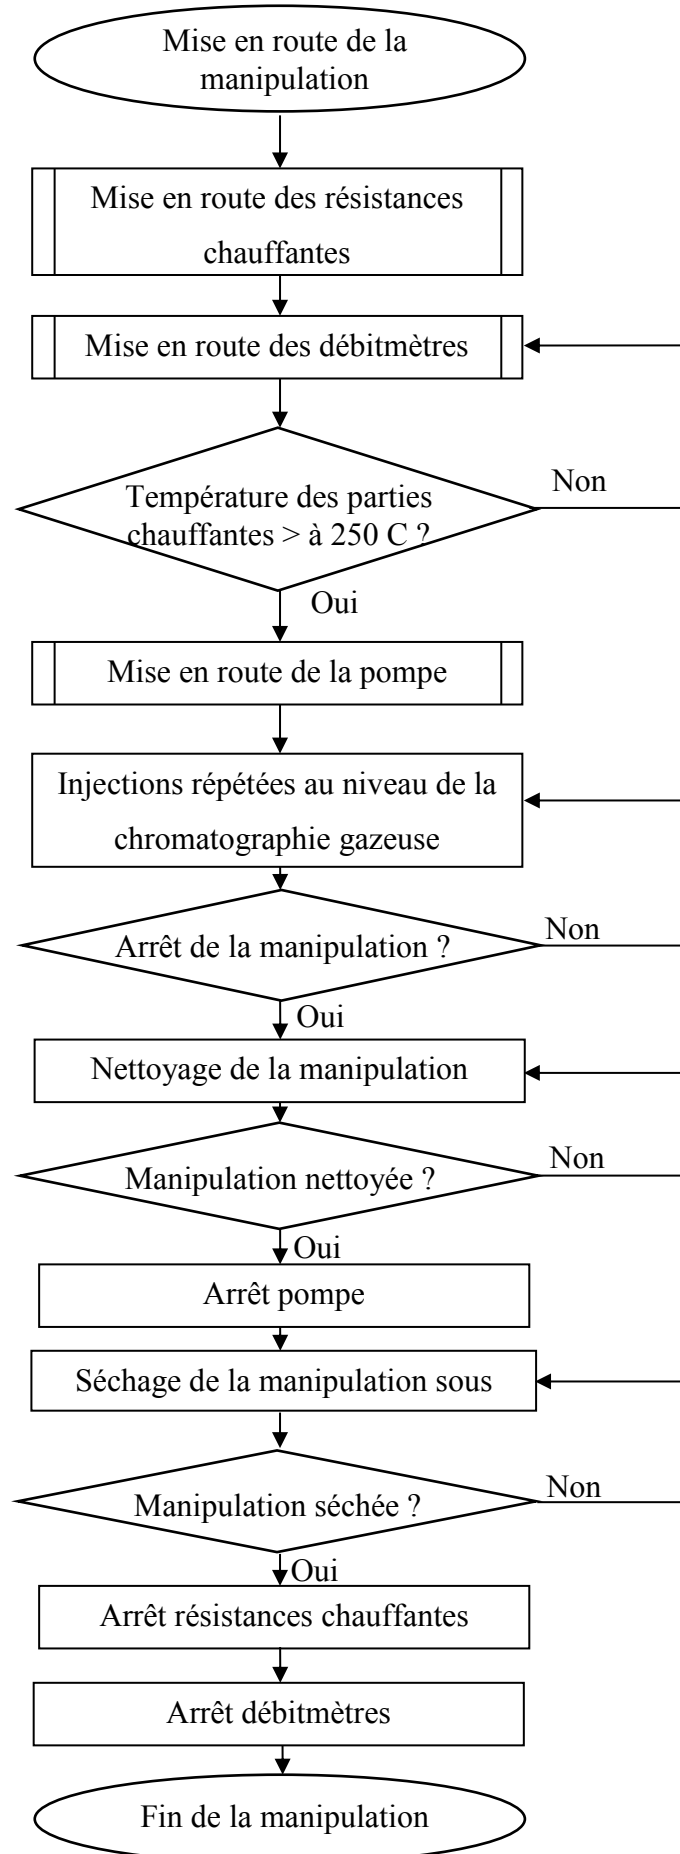 Mise en route de la
manipulation
Mise en route des résistances
chauffantes
Mise en route des débitmètres
Température des parties
chauffantes > à 250 C ?
Non
Oui
Mise en route de la pompe
Injections répétées au niveau de la
chromatographie gazeuse
Arrêt de la manipulation ?
Non
Oui
Nettoyage de la manipulation
Manipulation nettoyée ?
Non
Oui
Arrêt pompe
Séchage de la manipulation sous
Manipulation séchée ?
Non
Oui
Arrêt résistances chauffantes
Arrêt débitmètres
Fin de la manipulation